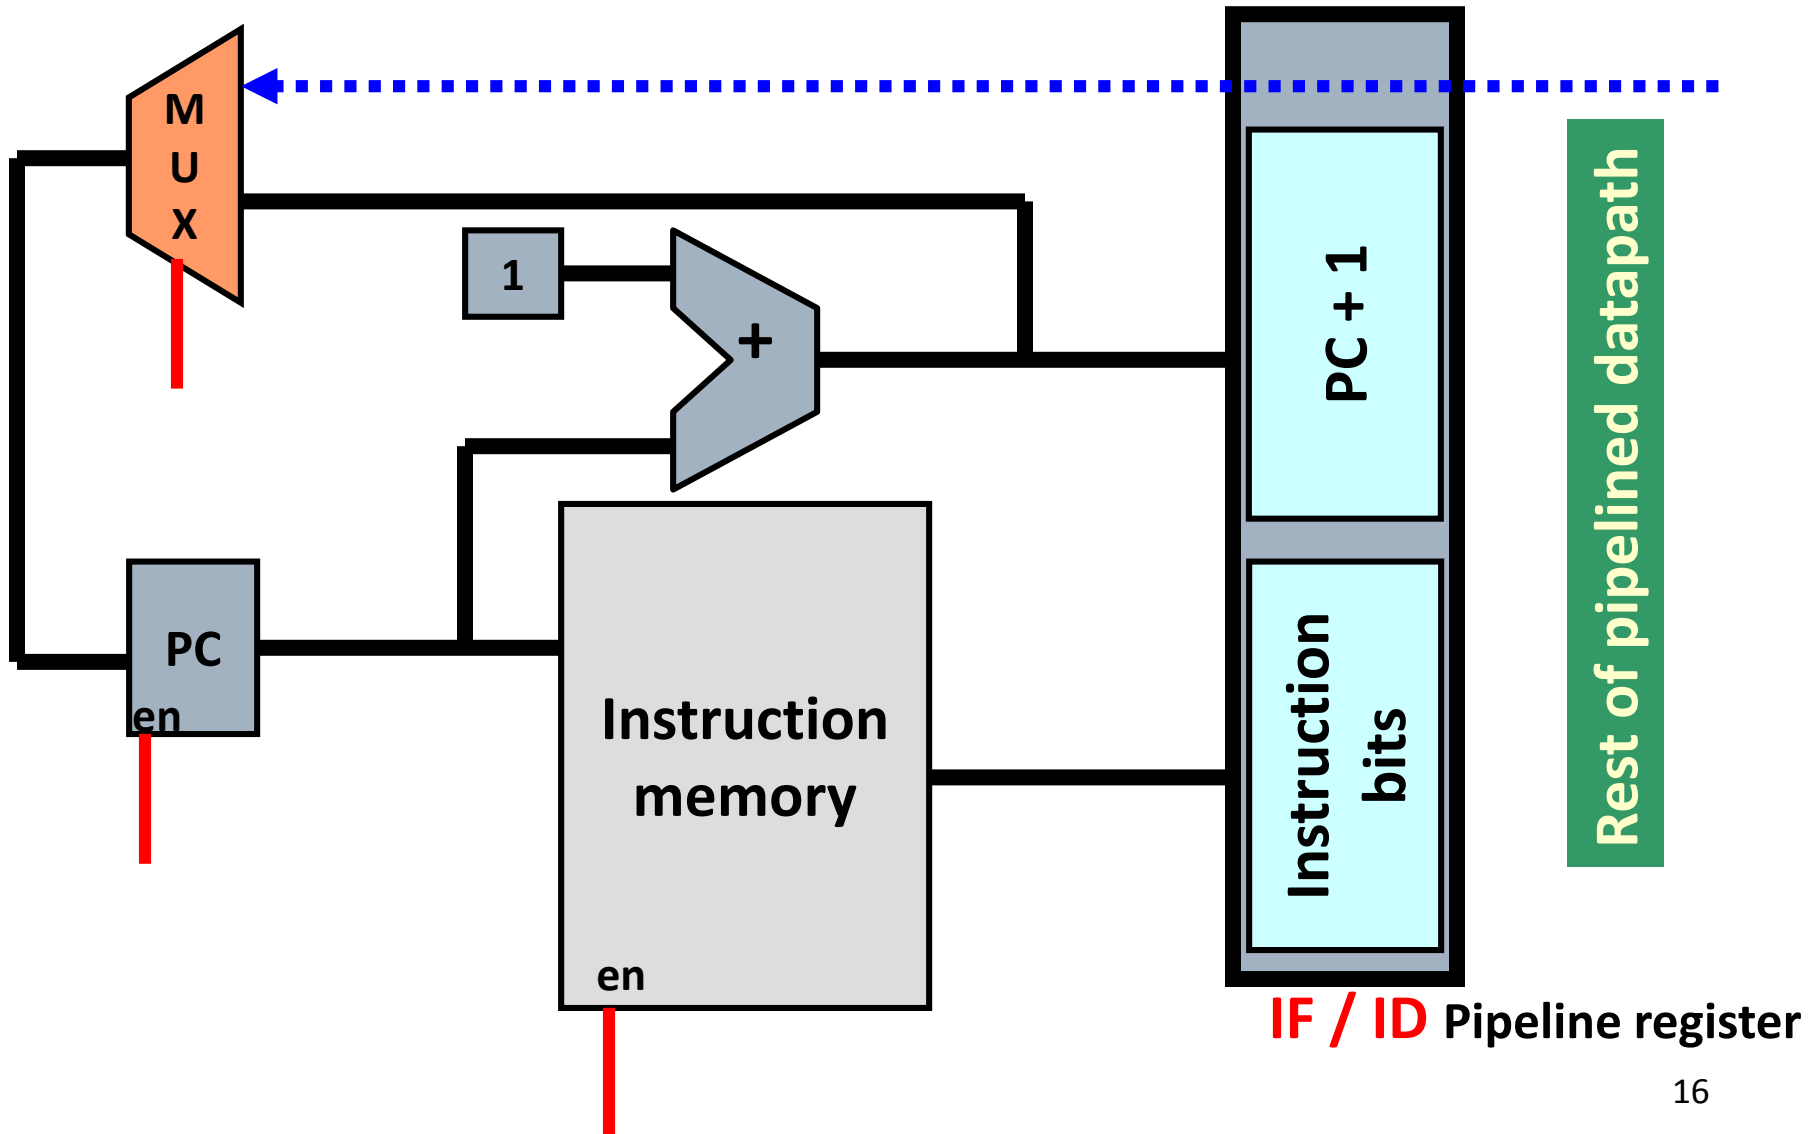 M
U
X
1
+
PC + 1
Rest of pipelined datapath
PC
en
Instruction
memory
en
Instruction
bits
IF / ID Pipeline register
16